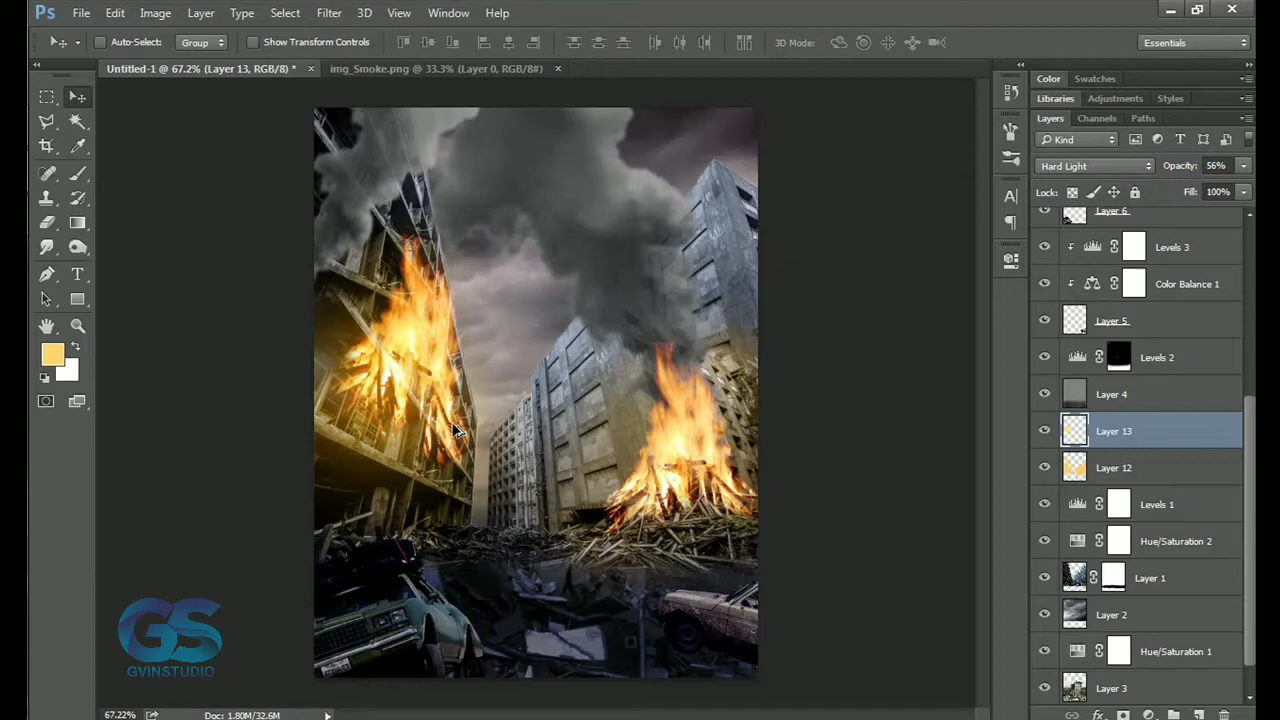 Ps File Edit Image Layer Type Select Filter 3D View Window Help
Auto-Select: Group Show Transform Controls 3D Mode: Essentials
Untitled-1 @ 67.2% (Layer 13, RGB/8) * × img_Smoke.png @ 33.3% (Layer 0, RGB/8#) ×
Color Swatches
Libraries Adjustments Styles
Layers Channels Paths
Kind
Hard Light Opacity: 56%
Lock: Fill: 100%
Layer 6
Levels 3
Color Balance 1
Layer 5
Levels 2
Layer 4
Layer 13
Layer 12
Levels 1
Hue/Saturation 2
Layer 1
Layer 2
Hue/Saturation 1
Layer 3
GS
GVINSTUDIO
67.22% Doc: 1.80M/32.6M